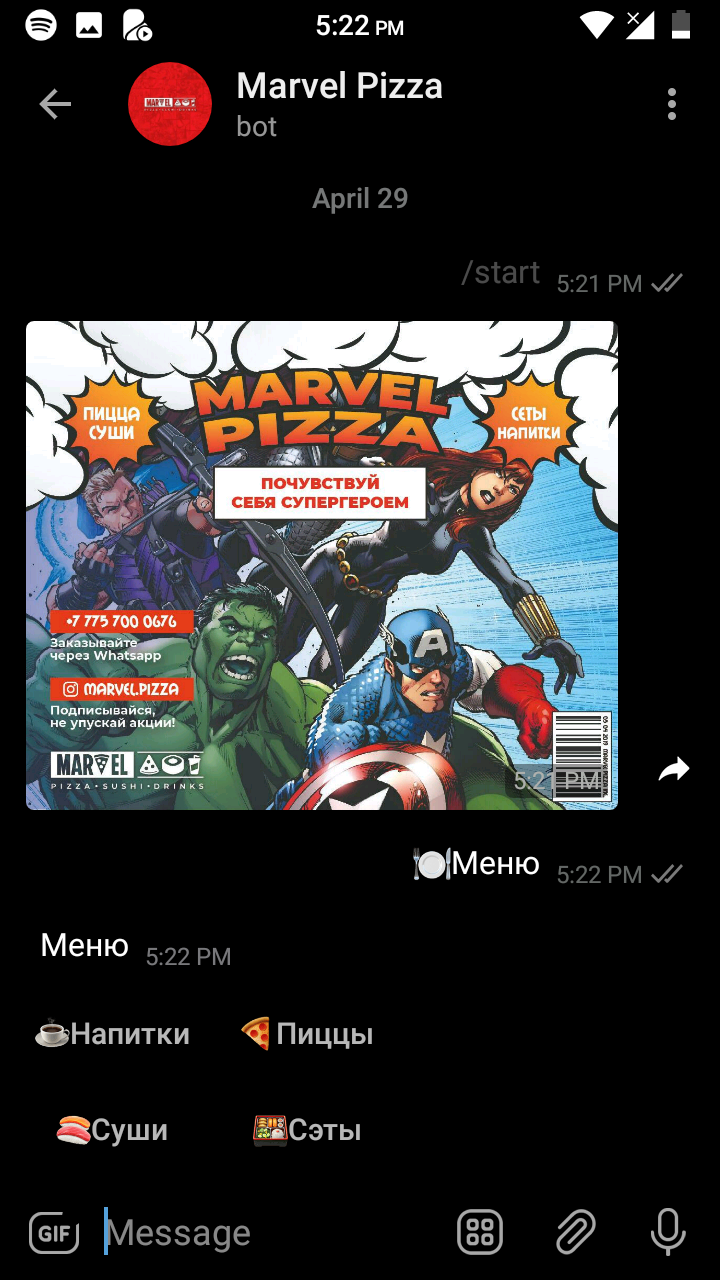 5:22 PM
MARVEL
Marvel Pizza
bot
April 29
/start 5:21 PM
ПИЦЦА
СУШИ
MARVEL
PIZZA
СЕТЫ
НАПИТКИ
ПОЧУВСТВУЙ
СЕБЯ СУПЕРГЕРОЕМ
A
+7 775 700 0676
Заказывайте
через Whatsapp
MARVEL.PIZZA
Подписывайся,
не упускай акции!
MARVEL
PIZZA•SUSHI•DRINKS
5:21 PM
🍽Меню 5:22 PM
Меню 5:22 PM
☕Напитки 🍕Пиццы
🍣Суши 🍱Сэты
GIF Message